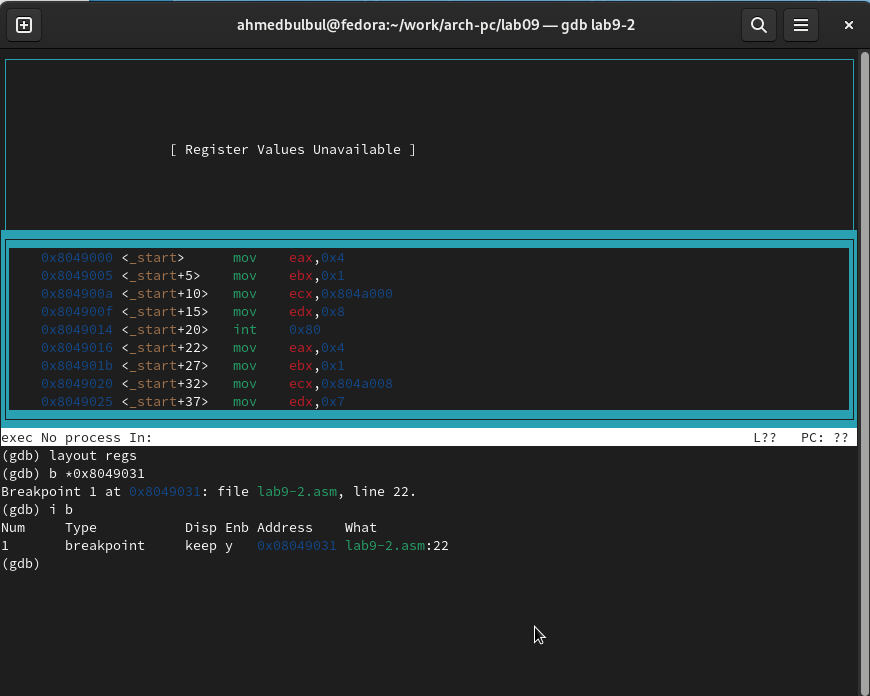 ahmedbulbul@fedora:~/work/arch-pc/lab09 — gdb lab9-2
[ Register Values Unavailable ]
0x8049000 <_start> mov eax,0x4
0x8049005 <_start+5> mov ebx,0x1
0x804900a <_start+10> mov ecx,0x804a000
0x804900f <_start+15> mov edx,0x8
0x8049014 <_start+20> int 0x80
0x8049016 <_start+22> mov eax,0x4
0x804901b <_start+27> mov ebx,0x1
0x8049020 <_start+32> mov ecx,0x804a008
0x8049025 <_start+37> mov edx,0x7
exec No process In: L?? PC: ??
(gdb) layout regs
(gdb) b *0x8049031
Breakpoint 1 at 0x8049031: file lab9-2.asm, line 22.
(gdb) i b
Num Type Disp Enb Address What
1 breakpoint keep y 0x08049031 lab9-2.asm:22
(gdb)